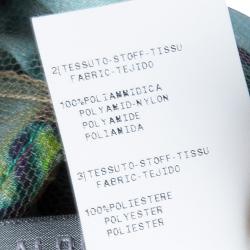 2(TESSUTO-STOFF-TISSU
FABRIC-TEJIDO
100%POLIAMMIDICA
POLYAMID-NYLON
POLYAMIDE
POLIAMIDA
3(TESSUTO-STOFF-TISSU
FABRIC-TEJIDO
100%POLIESTERE
POLYESTER
POLIESTER